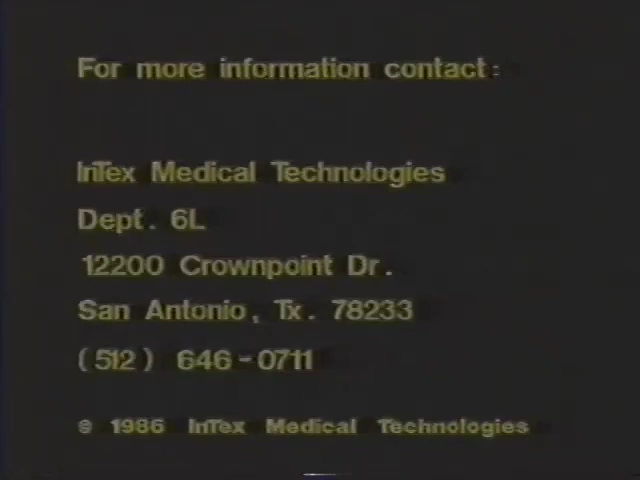 For more information contact:
InTex Medical Technologies
Dept. 6L
12200 Crownpoint Dr.
San Antonio, Tx. 78233
(512) 646-0711
© 1986 InTex Medical Technologies